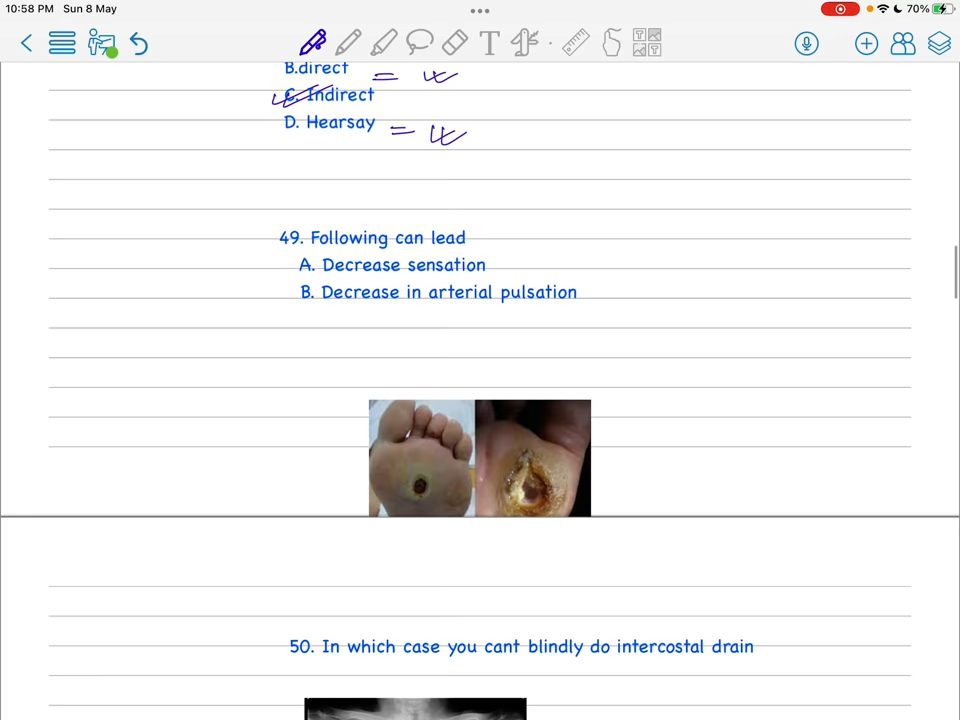 10:58 PM Sun 8 May
70%
T
B.direct =
C. Indirect
D. Hearsay =
49. Following can lead
A. Decrease sensation
B. Decrease in arterial pulsation
50. In which case you cant blindly do intercostal drain